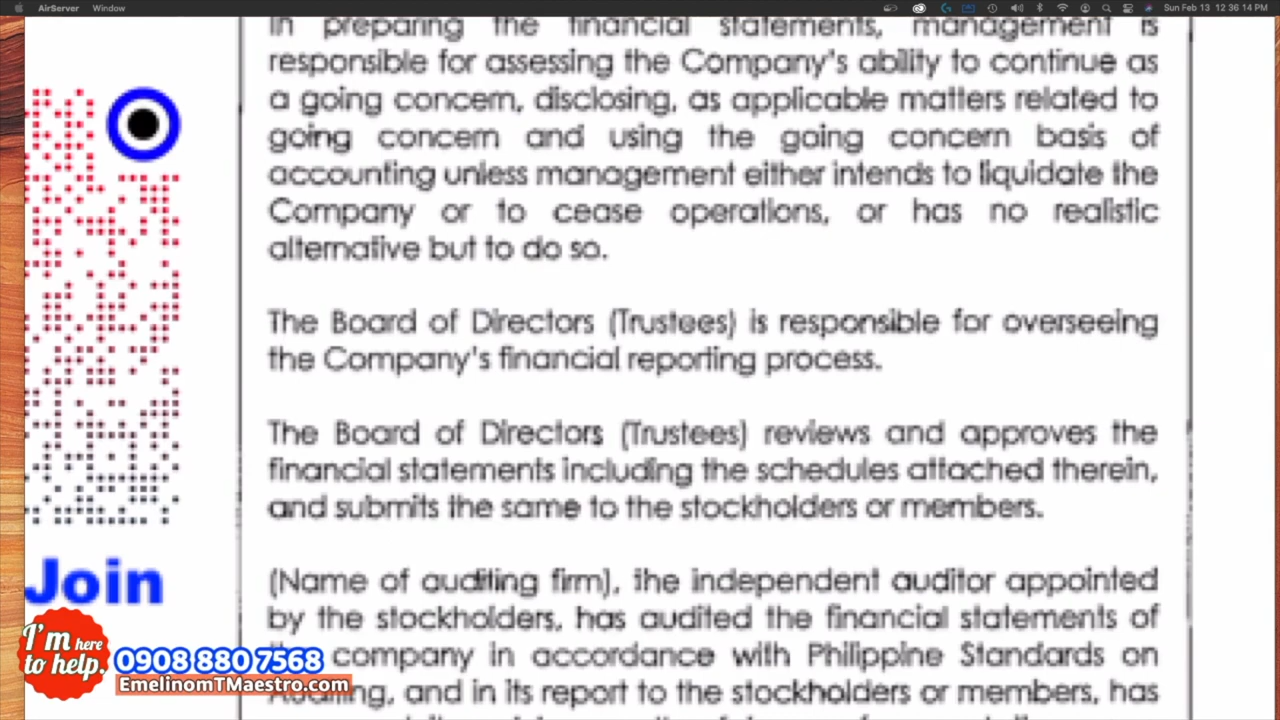 AirServer Window Sun Feb 13 12 36 14 PM
In preparing the financial statements, management is
responsible for assessing the Company's ability to continue as
a going concern, disclosing, as applicable matters related to
going concern and using the going concern basis of
accounting unless management either intends to liquidate the
Company or to cease operations, or has no realistic
alternative but to do so.
The Board of Directors (Trustees) is responsible for overseeing
the Company's financial reporting process.
The Board of Directors (Trustees) reviews and approves the
financial statements including the schedules attached therein,
and submits the same to the stockholders or members.
(Name of auditing firm), the independent auditor appointed
by the stockholders, has audited the financial statements of
the company in accordance with Philippine Standards on
Auditing, and in its report to the stockholders or members, has
Join
I'm here
to help.
0908 880 7568
EmelinomTMaestro.com